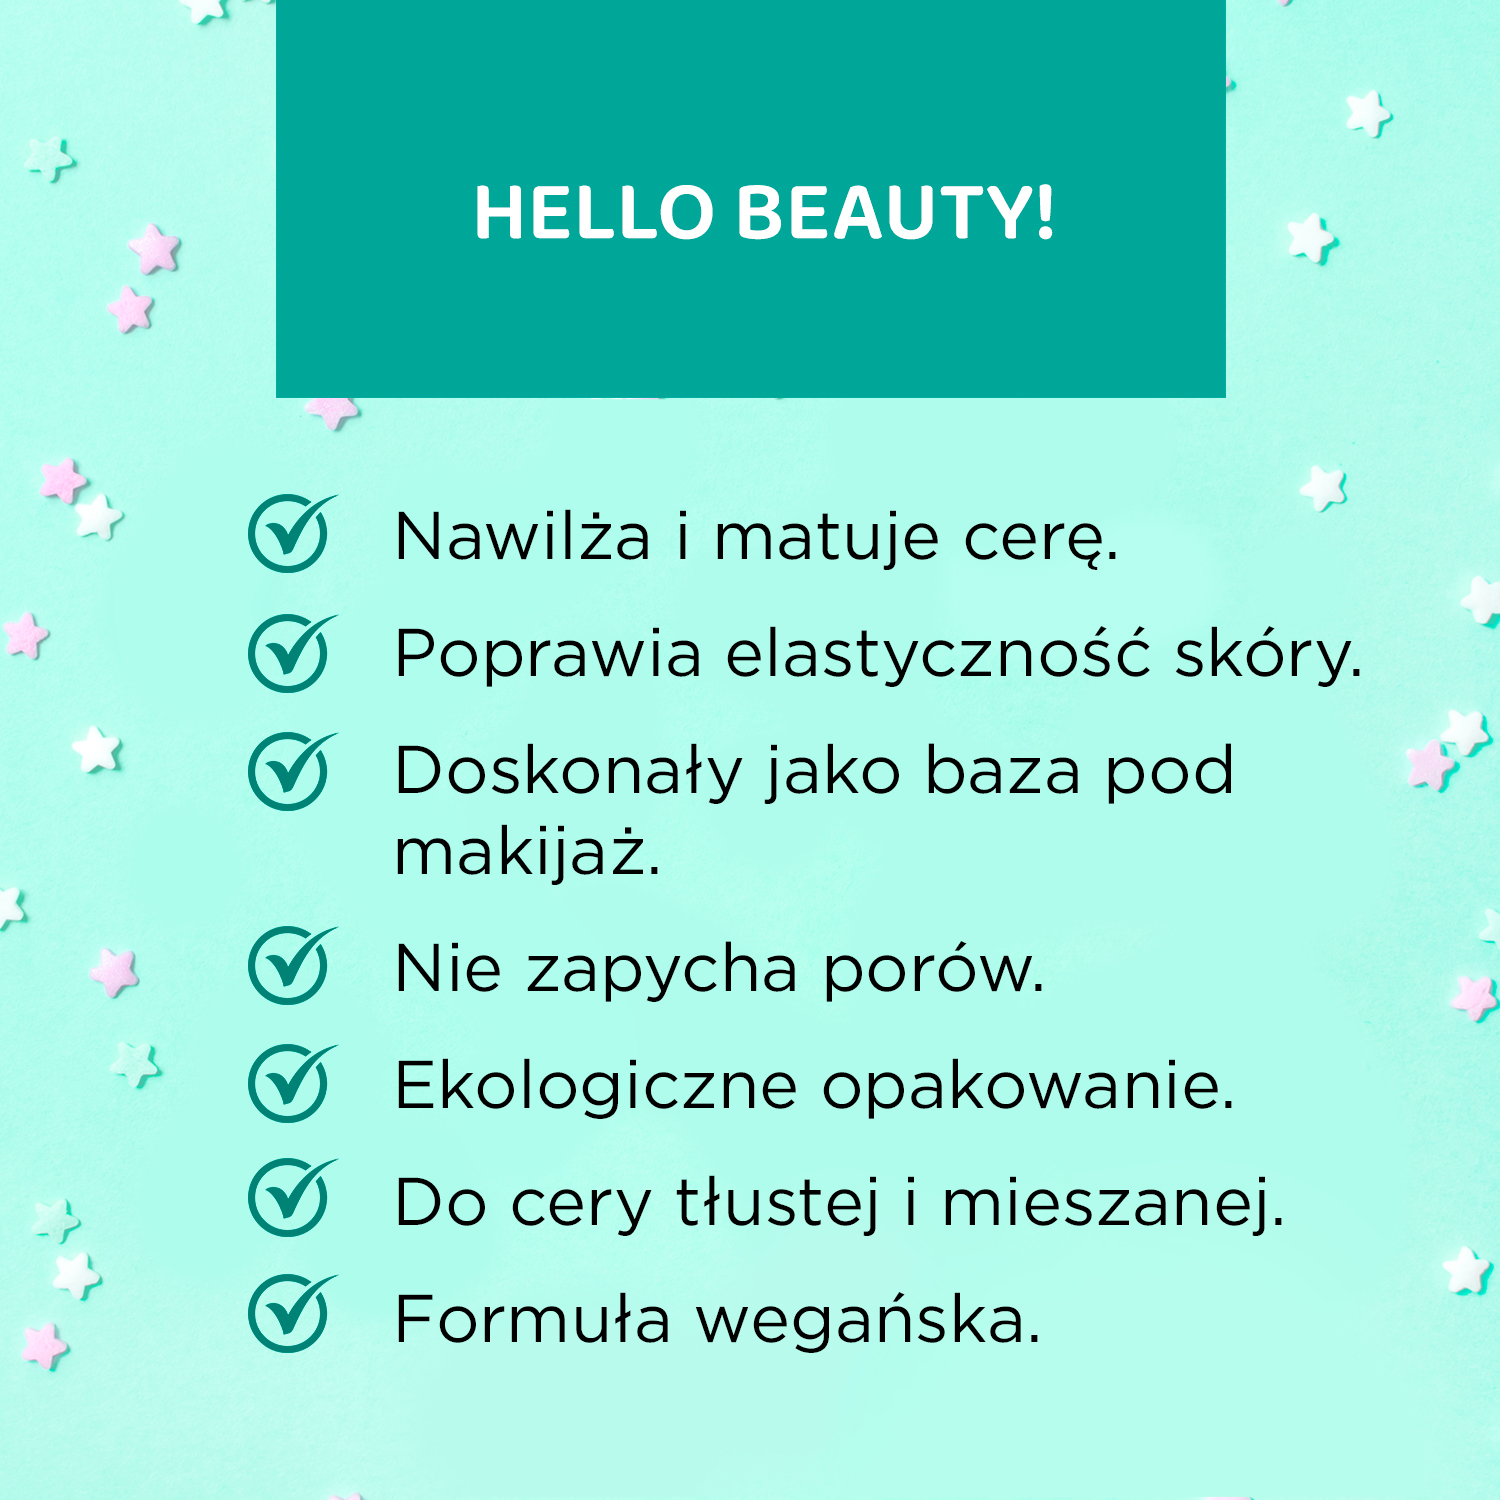 HELLO BEAUTY!
Nawilża i matuje cerę.
Poprawia elastyczność skóry.
Doskonały jako baza pod
makijaż.
Nie zapycha porów.
Ekologiczne opakowanie.
Do cery tłustej i mieszanej.
Formuła wegańska.